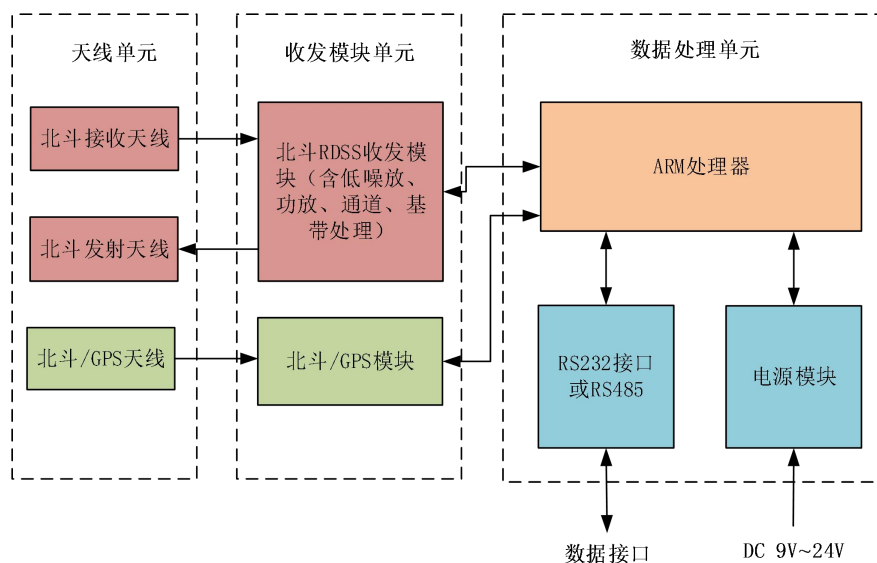 天线单元
收发模块单元
数据处理单元
北斗接收天线
北斗RDSS收发模
块（含低噪放、
功放、通道、基
带处理）
ARM处理器
北斗发射天线
北斗/GPS天线
北斗/GPS模块
RS232接口
或RS485
电源模块
数据接口
DC 9V~24V